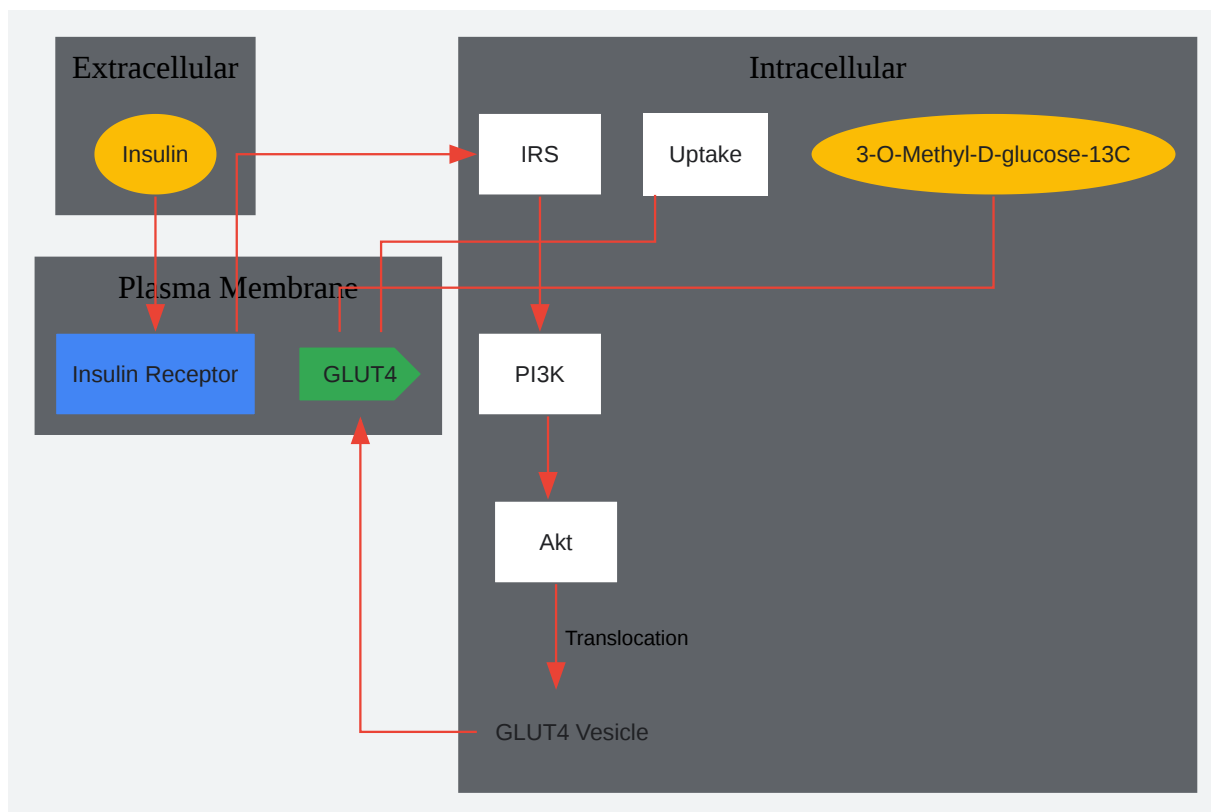 Extracellular
Intracellular
Insulin
IRS
Uptake
3-O-Methyl-D-glucose-13C
Plasma Membrane
Insulin Receptor
GLUT4
PI3K
Akt
Translocation
GLUT4 Vesicle